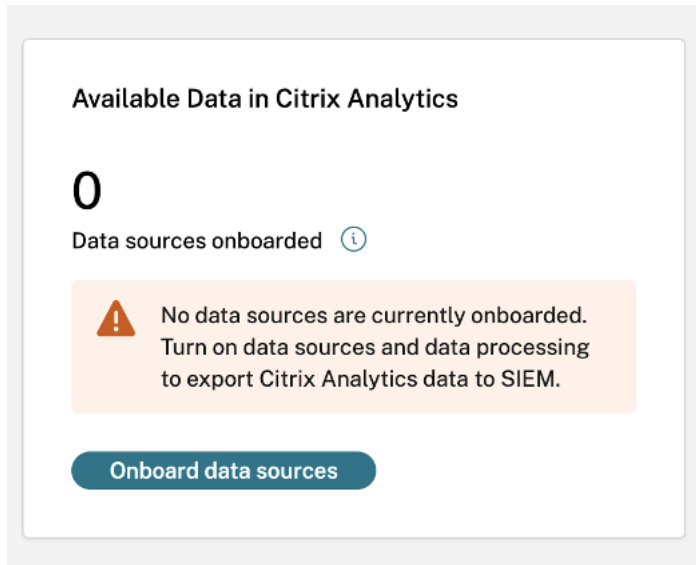 Available Data in Citrix Analytics
0
Data sources onboarded
No data sources are currently onboarded.
Turn on data sources and data processing
to export Citrix Analytics data to SIEM.
Onboard data sources